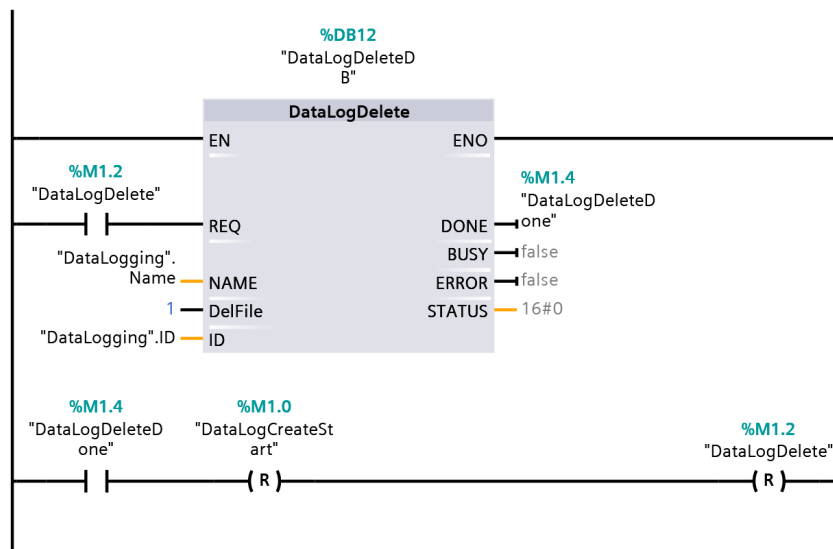 %DB12
"DataLogDeleteD
B"
DataLogDelete
EN
ENO
%M1.2
"DataLogDelete"
REQ
%M1.4
"DataLogDeleteD
one"
DONE
"DataLogging".
Name
NAME
BUSY
false
ERROR
false
1
DelFile
STATUS
16#0
"DataLogging".ID
ID
%M1.4
"DataLogDeleteD
one"
%M1.0
"DataLogCreateSt
art"
R
%M1.2
"DataLogDelete"
R